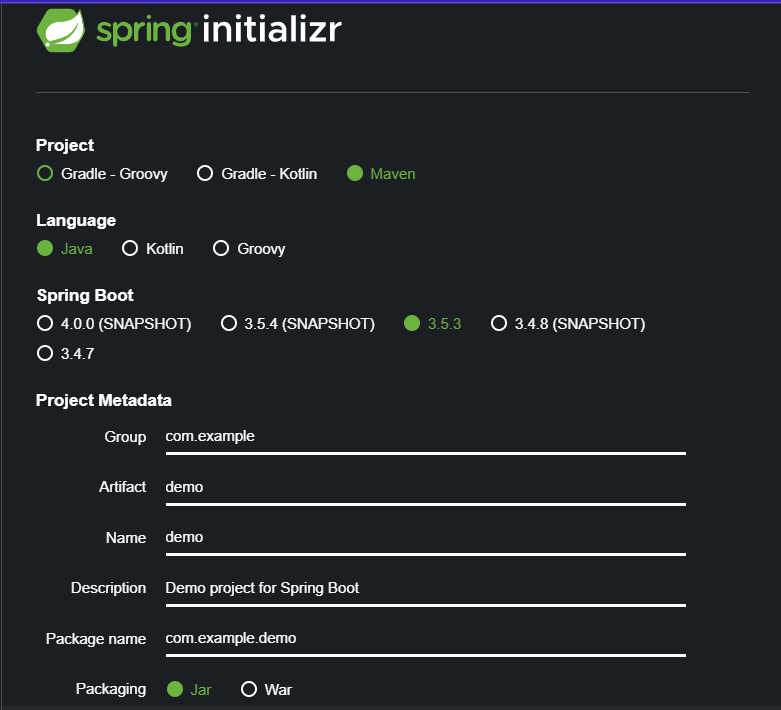 spring initializr
Project
Gradle - Groovy Gradle - Kotlin Maven
Language
Java Kotlin Groovy
Spring Boot
4.0.0 (SNAPSHOT) 3.5.4 (SNAPSHOT) 3.5.3 3.4.8 (SNAPSHOT)
3.4.7
Project Metadata
Group com.example
Artifact demo
Name demo
Description Demo project for Spring Boot
Package name com.example.demo
Packaging Jar War